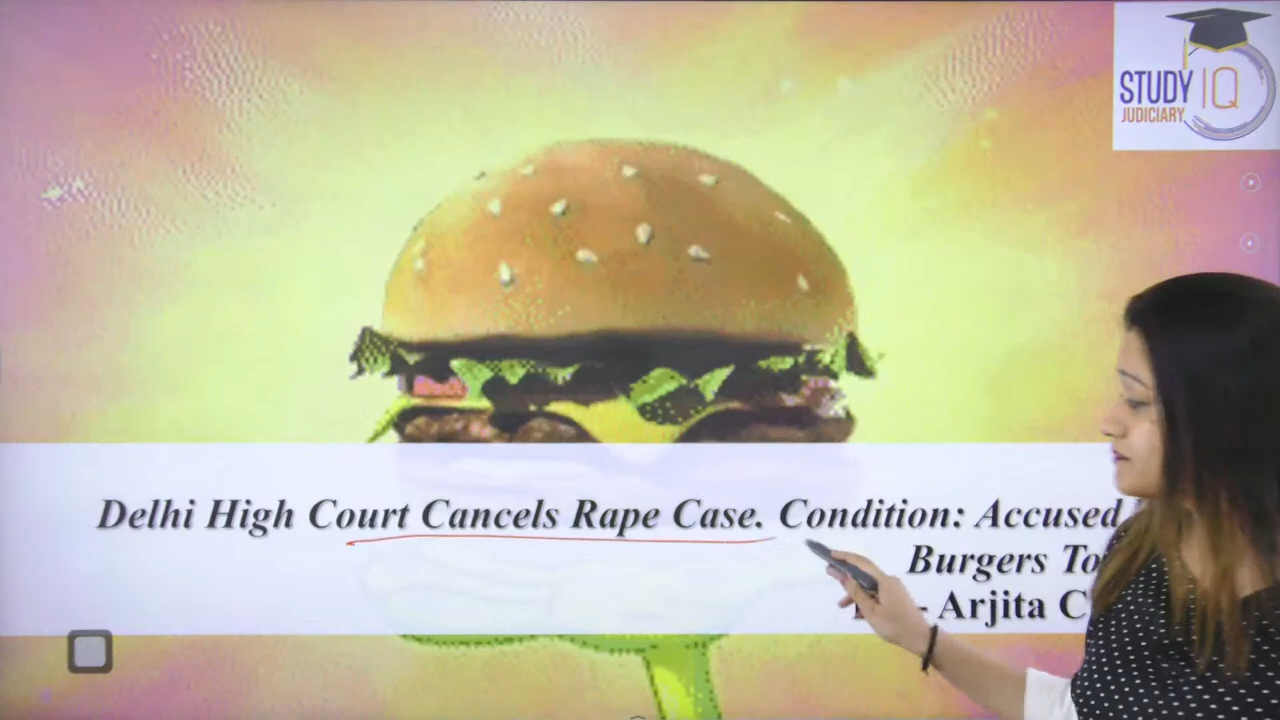 STUDY IQ
JUDICIARY
Delhi High Court Cancels Rape Case. Condition: Accused
Burgers To
- Arjita C